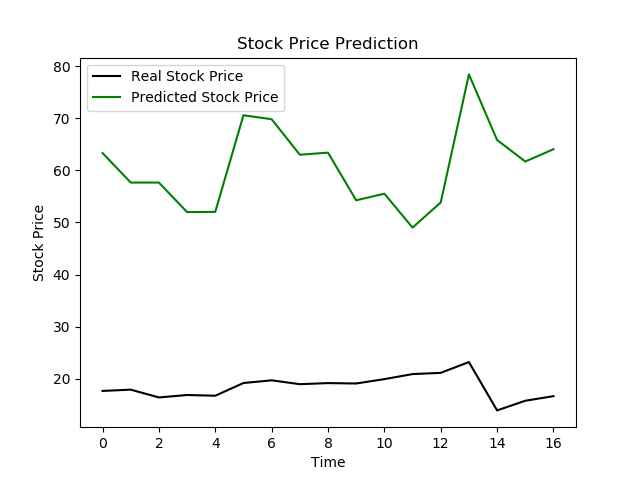 Stock Price Prediction
Real Stock Price
Predicted Stock Price
80
70
60
50
40
30
20
Stock Price
0 2 4 6 8 10 12 14 16
Time